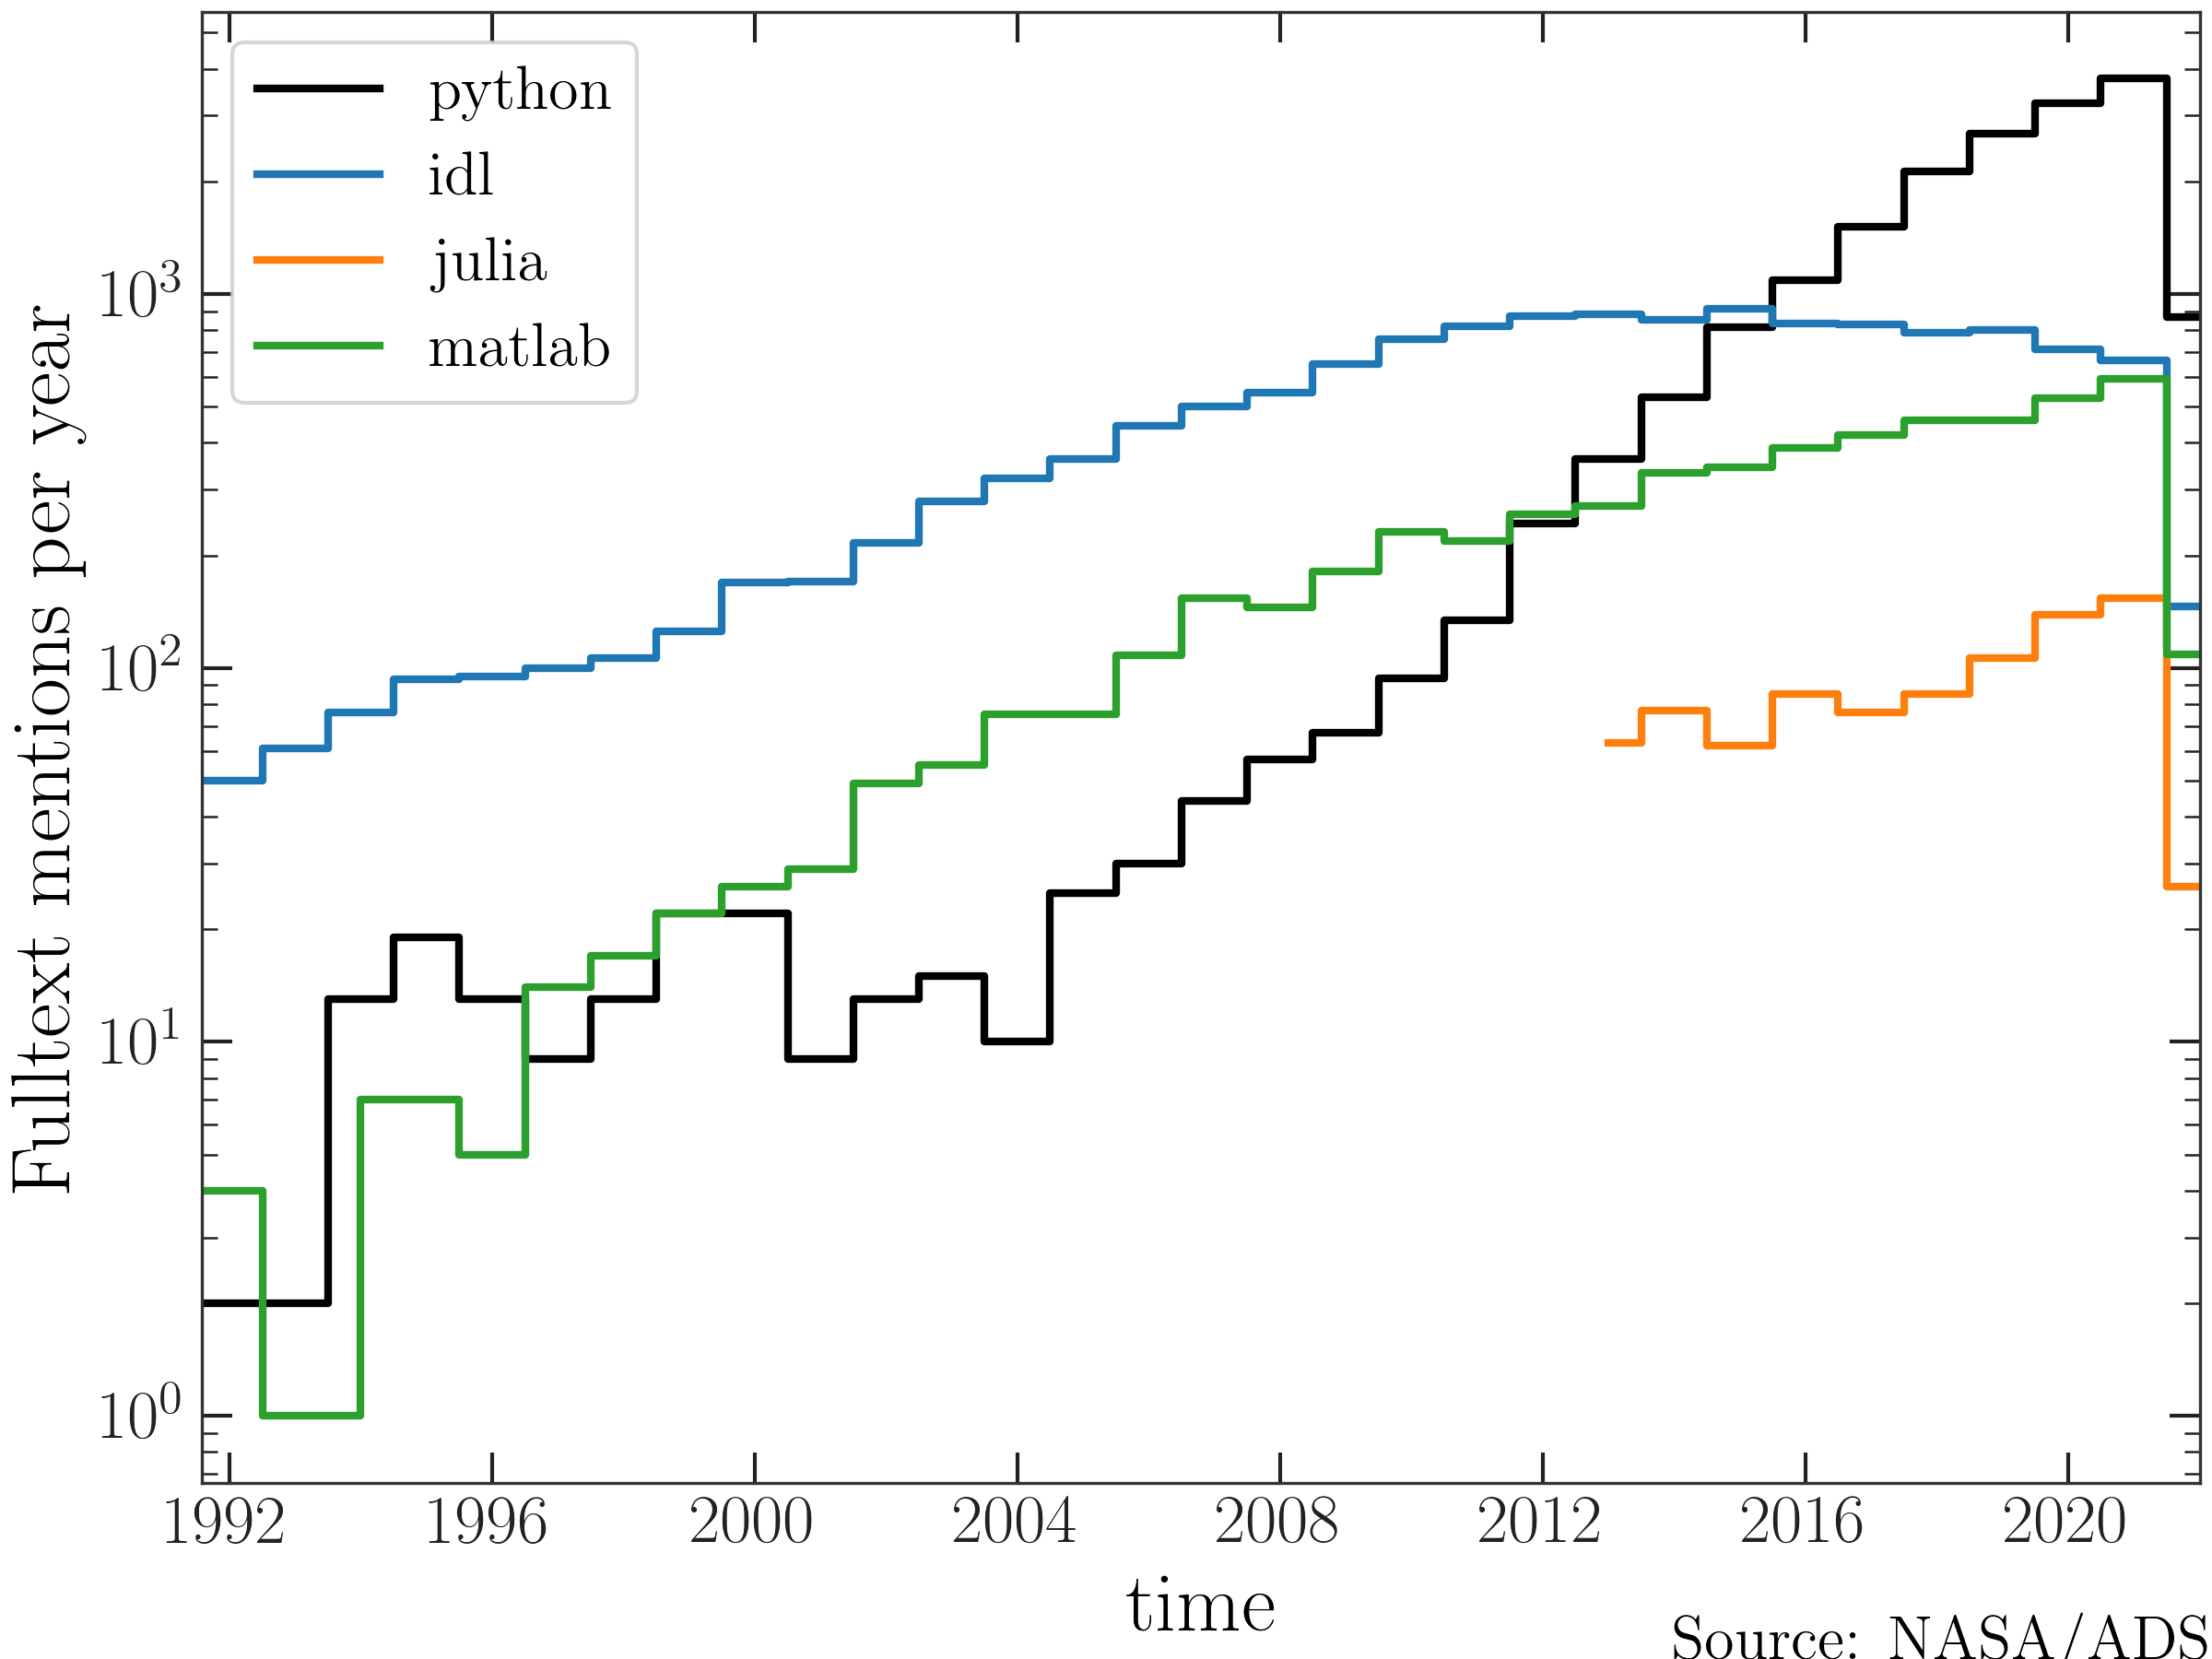 python
idl
julia
matlab
Fulltext mentions per year
10³
10²
10¹
10⁰
1992 1996 2000 2004 2008 2012 2016 2020
time
Source: NASA/ADS